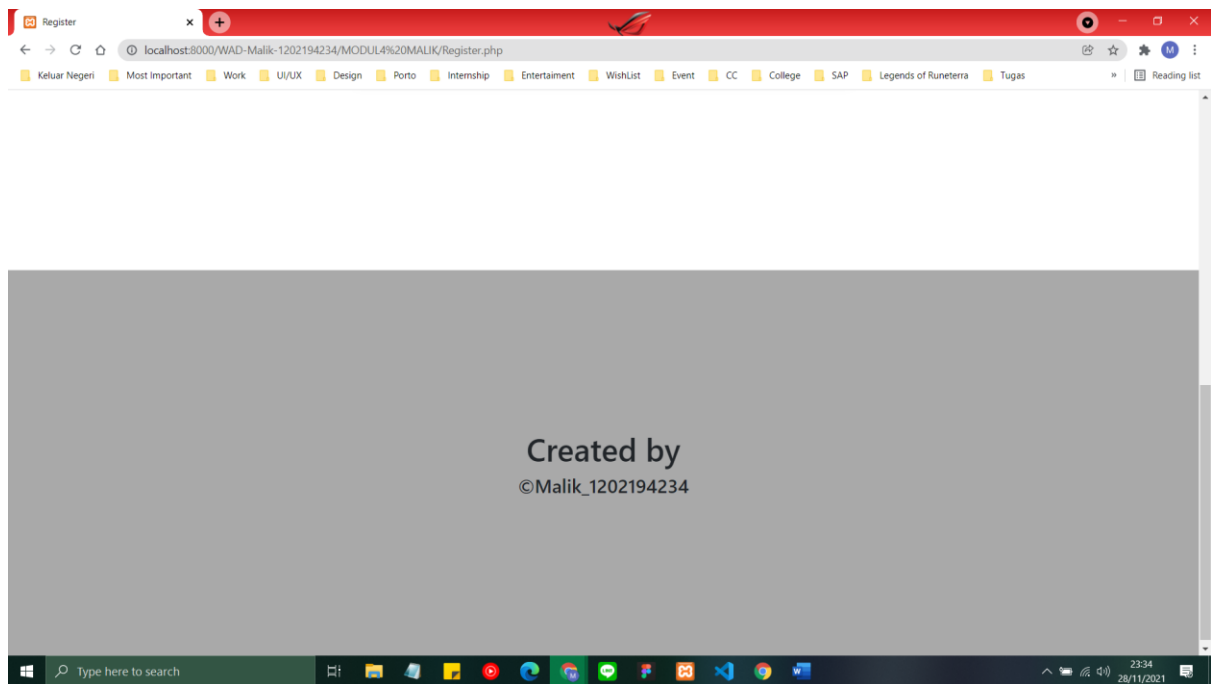 Register
localhost:8000/WAD-Malik-1202194234/MODUL4%20MALIK/Register.php
M
Keluar Negeri Most Important Work UI/UX Design Porto Internship Entertaiment WishList Event CC College SAP Legends of Runeterra Tugas » Reading list
Created by
©Malik_1202194234
Type here to search
23:34
28/11/2021